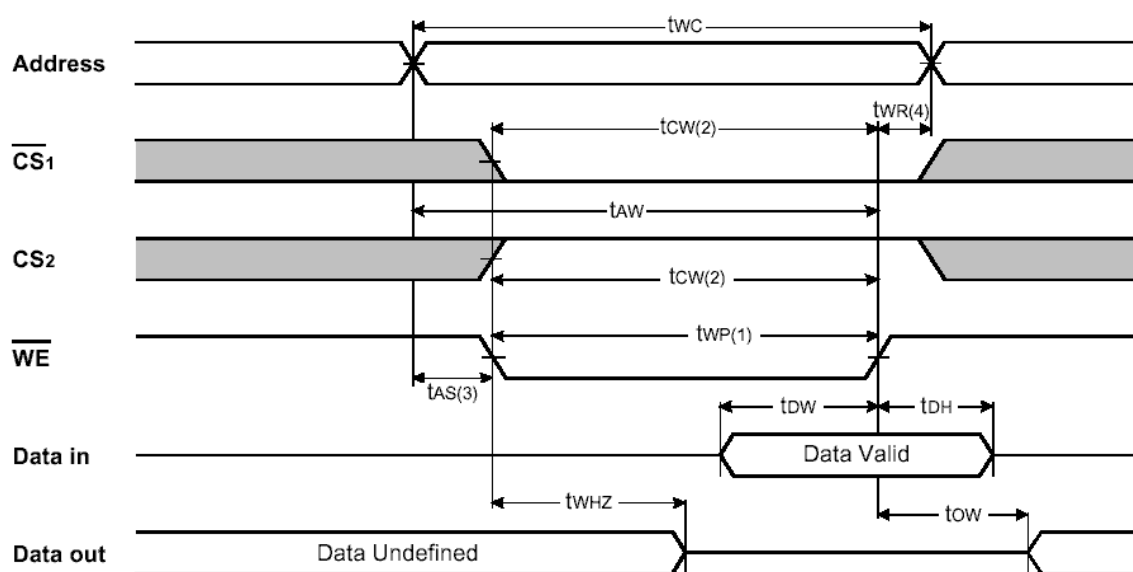 tWC
Address
tWR(4)
tCW(2)
CS1
tAW
CS2
tCW(2)
tWP(1)
WE
tAS(3)
tDW
tDH
Data in
Data Valid
tWHZ
tOW
Data out
Data Undefined